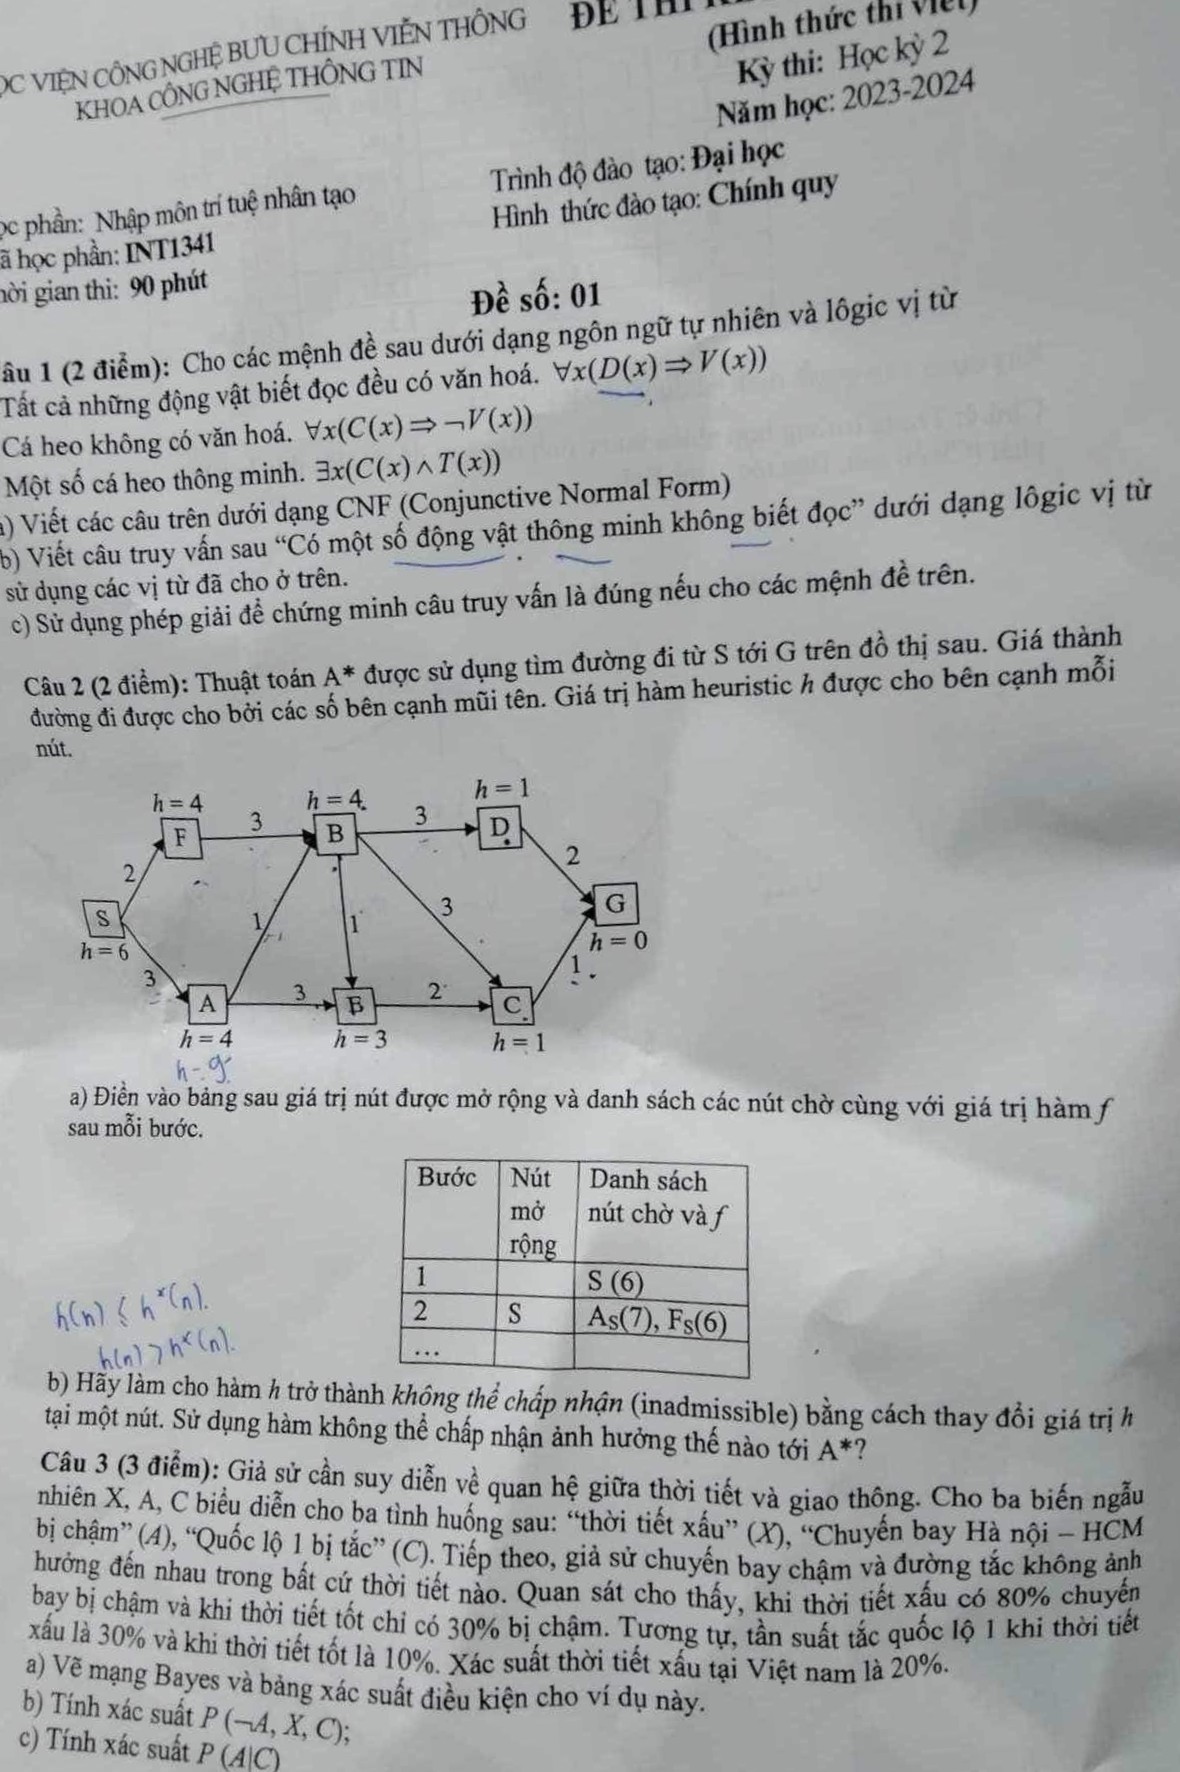 ỌC VIỆN CÔNG NGHỆ BƯU CHÍNH VIỄN THÔNG
KHOA CÔNG NGHỆ THÔNG TIN
ĐỀ THI
(Hình thức thi viết)
Kỳ thi: Học kỳ 2
Năm học: 2023-2024
ọc phần: Nhập môn trí tuệ nhân tạo
ã học phần: INT1341
hời gian thi: 90 phút
Trình độ đào tạo: Đại học
Hình thức đào tạo: Chính quy
Đề số: 01
âu 1 (2 điểm): Cho các mệnh đề sau dưới dạng ngôn ngữ tự nhiên và lôgic vị từ
Tất cả những động vật biết đọc đều có văn hoá. ∀x(D(x) ⇒ V(x))
Cá heo không có văn hoá. ∀x(C(x) ⇒ ¬V(x))
Một số cá heo thông minh. ∃x(C(x) ∧ T(x))
a) Viết các câu trên dưới dạng CNF (Conjunctive Normal Form)
b) Viết câu truy vấn sau “Có một số động vật thông minh không biết đọc” dưới dạng lôgic vị từ
sử dụng các vị từ đã cho ở trên.
c) Sử dụng phép giải để chứng minh câu truy vấn là đúng nếu cho các mệnh đề trên.
Câu 2 (2 điểm): Thuật toán A* được sử dụng tìm đường đi từ S tới G trên đồ thị sau. Giá thành
đường đi được cho bởi các số bên cạnh mũi tên. Giá trị hàm heuristic h được cho bên cạnh mỗi
nút.
h = 4 h = 4 h = 1
F 3 B 3 D
2 2
S 1 1 3 G
h = 6 h = 0
3 3 2 1
A E C
h = 4 h = 3 h = 1
h = 9
a) Điền vào bảng sau giá trị nút được mở rộng và danh sách các nút chờ cùng với giá trị hàm f
sau mỗi bước.
Bước Nút mở rộng Danh sách nút chờ và f
1 S (6)
2 S A_S(7), F_S(6)
...
h(n) ≤ h*(n).
h(n) > h*(n).
b) Hãy làm cho hàm h trở thành không thể chấp nhận (inadmissible) bằng cách thay đổi giá trị h
tại một nút. Sử dụng hàm không thể chấp nhận ảnh hưởng thế nào tới A*?
Câu 3 (3 điểm): Giả sử cần suy diễn về quan hệ giữa thời tiết và giao thông. Cho ba biến ngẫu
nhiên X, A, C biểu diễn cho ba tình huống sau: “thời tiết xấu” (X), “Chuyến bay Hà nội – HCM
bị chậm” (A), “Quốc lộ 1 bị tắc” (C). Tiếp theo, giả sử chuyến bay chậm và đường tắc không ảnh
hưởng đến nhau trong bất cứ thời tiết nào. Quan sát cho thấy, khi thời tiết xấu có 80% chuyến
bay bị chậm và khi thời tiết tốt chỉ có 30% bị chậm. Tương tự, tần suất tắc quốc lộ 1 khi thời tiết
xấu là 30% và khi thời tiết tốt là 10%. Xác suất thời tiết xấu tại Việt nam là 20%.
a) Vẽ mạng Bayes và bảng xác suất điều kiện cho ví dụ này.
b) Tính xác suất P (¬A, X, C);
c) Tính xác suất P (A|C)